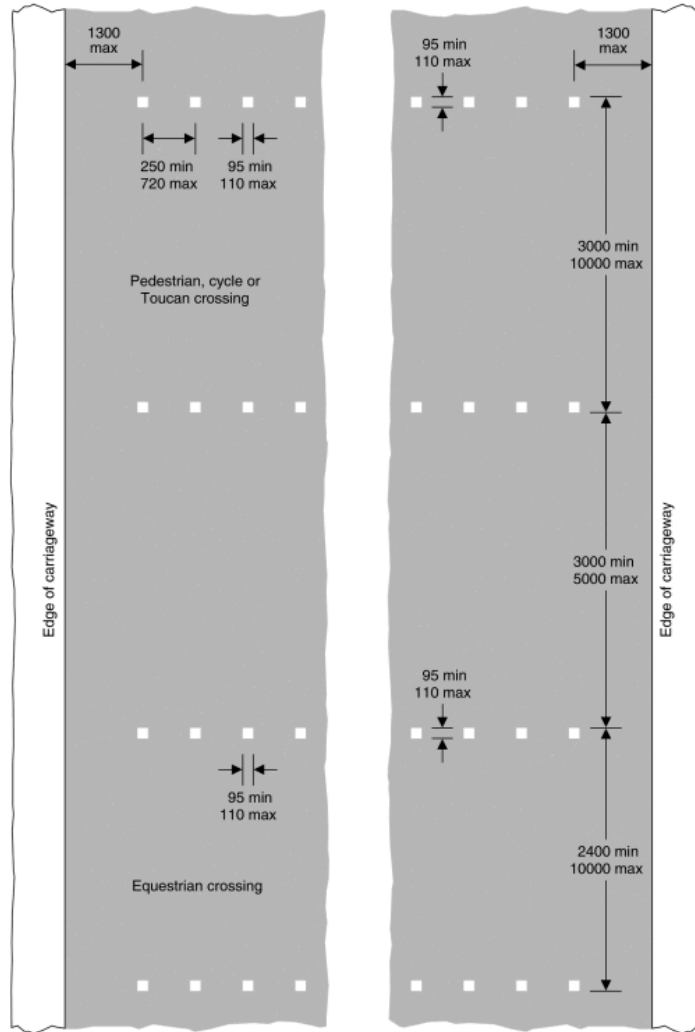 1300
max
95 min
110 max
1300
max
250 min
720 max
95 min
110 max
3000 min
10000 max
Pedestrian, cycle or
Toucan crossing
Edge of carriageway
3000 min
5000 max
Edge of carriageway
95 min
110 max
95 min
110 max
2400 min
10000 max
Equestrian crossing